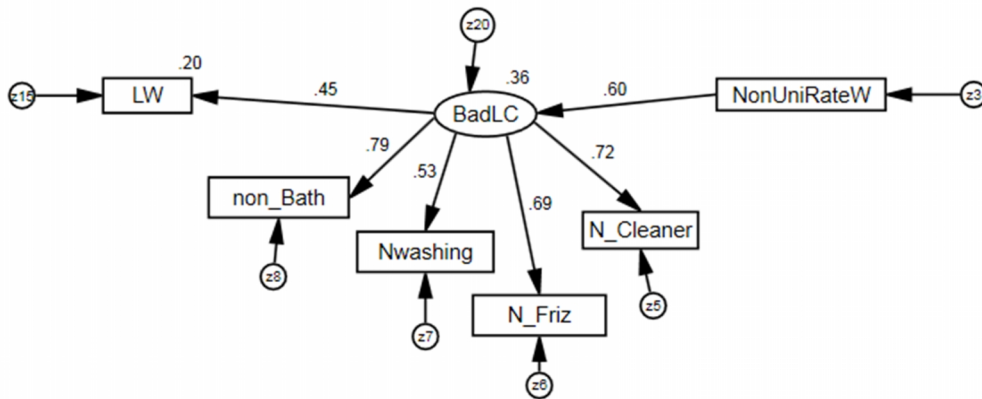 z20
.20
.36
z15
LW
.45
BadLC
.60
NonUniRateW
z3
.79
.53
.72
non_Bath
.69
N_Cleaner
Nwashing
z8
z5
N_Friz
z7
z6